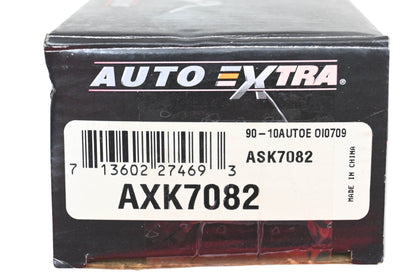 AUTO EXTRA®
90-10AUTOE OI0709
ASK7082
MADE IN CHINA
7 13602 27469 3
AXK7082